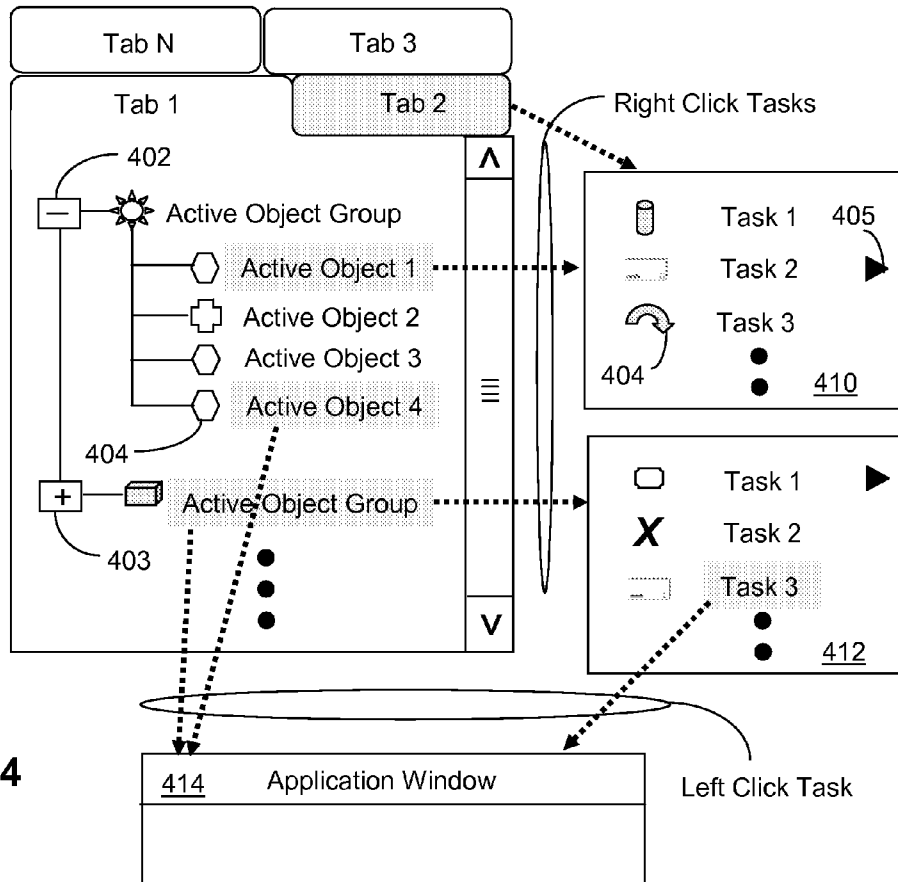 Tab N
Tab 3
Tab 1
Tab 2
Right Click Tasks
402
Active Object Group
Active Object 1
Active Object 2
Active Object 3
Active Object 4
404
Active Object Group
403
Task 1
405
Task 2
Task 3
404
410
Task 1
X
Task 2
Task 3
412
4
414
Application Window
Left Click Task